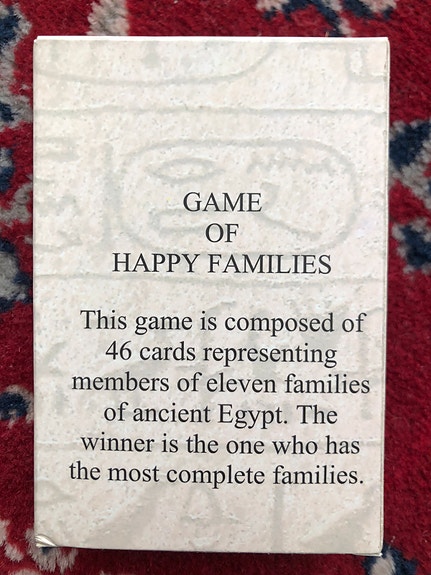 GAME
OF
HAPPY FAMILIES
This game is composed of
46 cards representing
members of eleven families
of ancient Egypt. The
winner is the one who has
the most complete families.